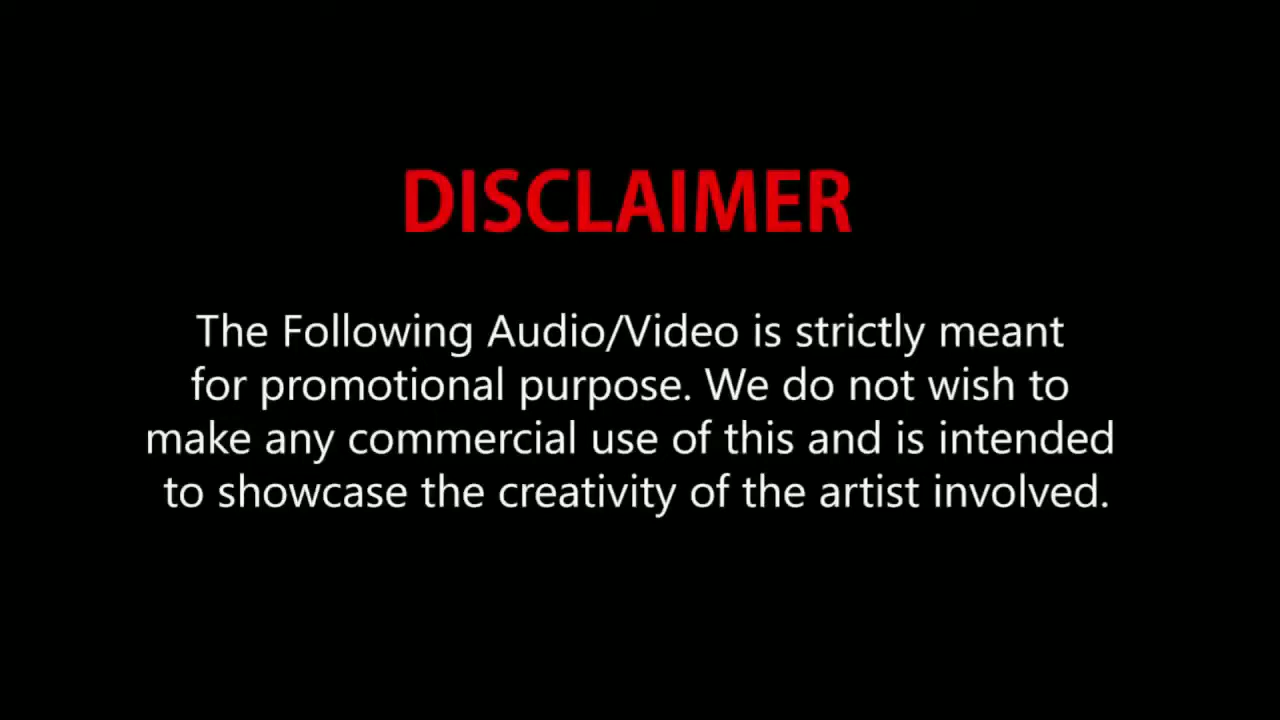 DISCLAIMER
The Following Audio/Video is strictly meant
for promotional purpose. We do not wish to
make any commercial use of this and is intended
to showcase the creativity of the artist involved.